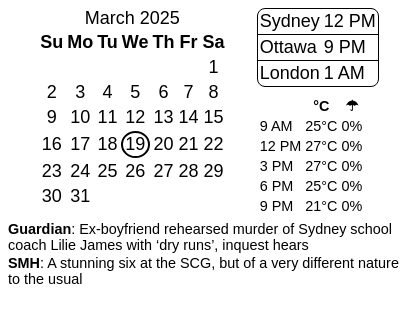 March 2025
Su Mo Tu We Th Fr Sa
1
2 3 4 5 6 7 8
9 10 11 12 13 14 15
16 17 18 19 20 21 22
23 24 25 26 27 28 29
30 31
Sydney 12 PM
Ottawa 9 PM
London 1 AM
°C ☂
9 AM 25°C 0%
12 PM 27°C 0%
3 PM 27°C 0%
6 PM 25°C 0%
9 PM 21°C 0%
Guardian: Ex-boyfriend rehearsed murder of Sydney school
coach Lilie James with ‘dry runs’, inquest hears
SMH: A stunning six at the SCG, but of a very different nature
to the usual